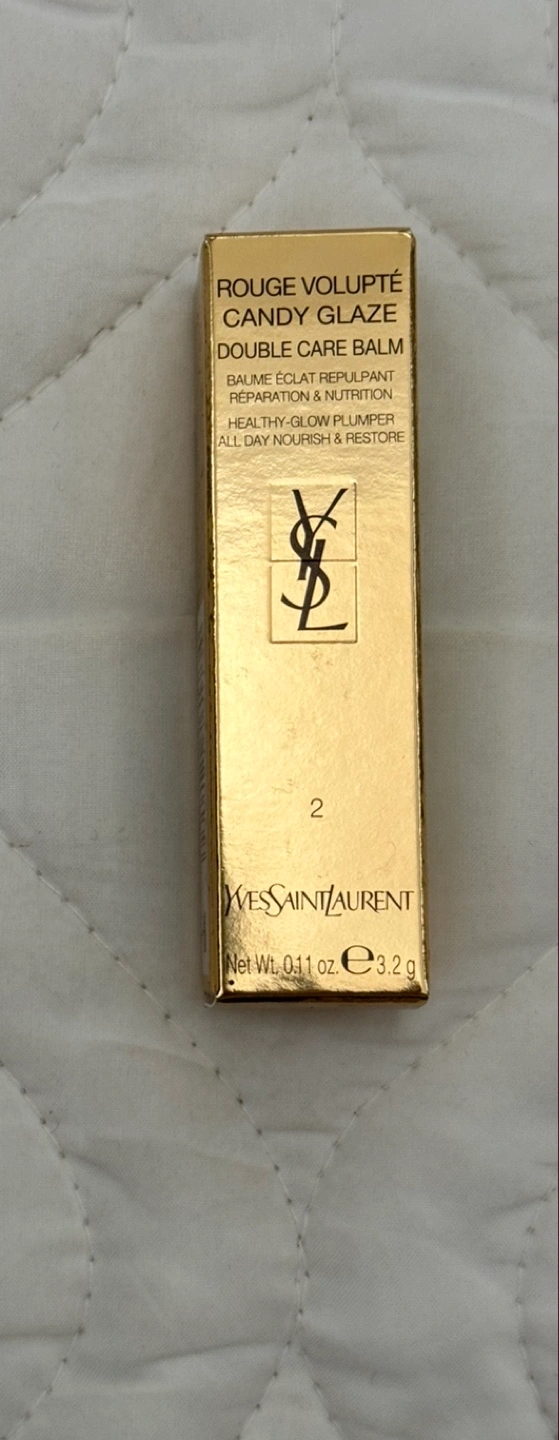 ROUGE VOLUPTÉ
CANDY GLAZE
DOUBLE CARE BALM
BAUME ÉCLAT REPULPANT
RÉPARATION & NUTRITION
HEALTHY-GLOW PLUMPER
ALL DAY NOURISH & RESTORE
YSL
2
YVESSAINTLAURENT
Net Wt. 0.11 oz. ℮ 3.2 g